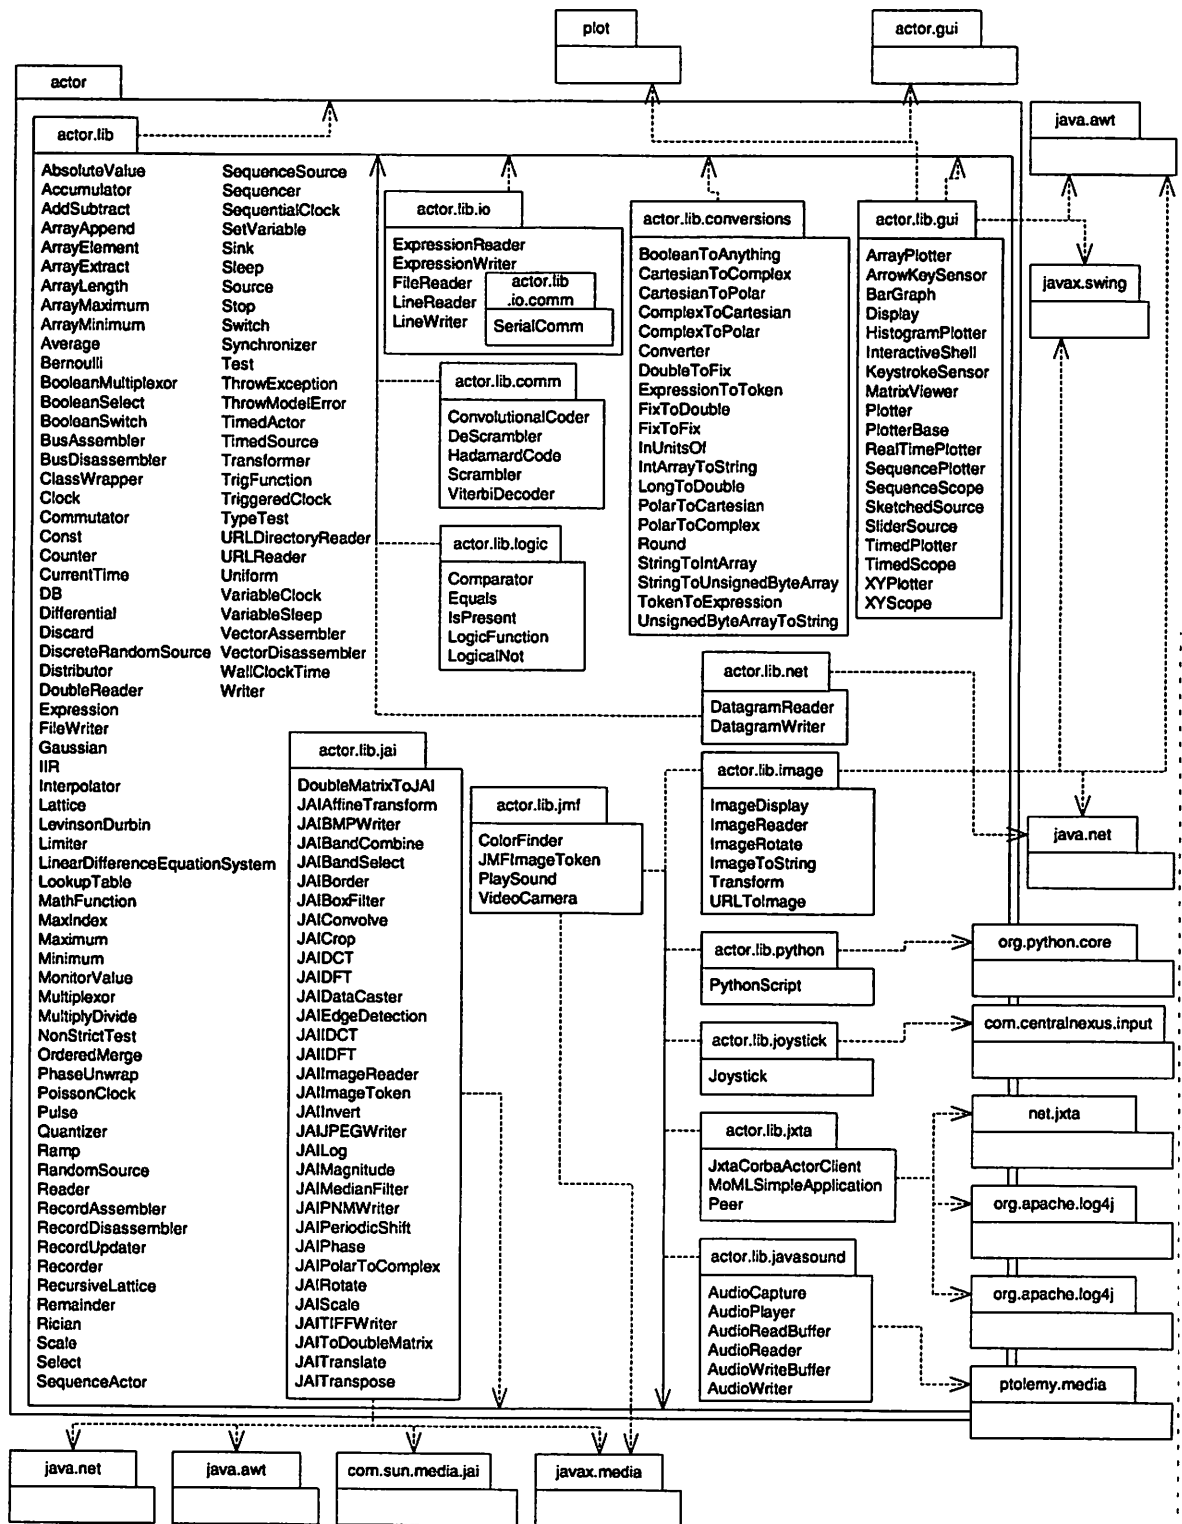 plot
actor.gui
actor
java.awt
actor.lib
AbsoluteValue
Accumulator
AddSubtract
ArrayAppend
ArrayElement
ArrayExtract
ArrayLength
ArrayMaximum
ArrayMinimum
Average
Bernoulli
BooleanMultiplexor
BooleanSelect
BooleanSwitch
BusAssembler
BusDisassembler
ClassWrapper
Clock
Commutator
Const
Counter
CurrentTime
DB
Differential
Discard
DiscreteRandomSource
Distributor
DoubleReader
Expression
FileWriter
Gaussian
IIR
Interpolator
Lattice
LevinsonDurbin
Limiter
LinearDifferenceEquationSystem
LookupTable
MathFunction
MaxIndex
Maximum
Minimum
MonitorValue
Multiplexor
MultiplyDivide
NonStrictTest
OrderedMerge
PhaseUnwrap
PoissonClock
Pulse
Quantizer
Ramp
RandomSource
Reader
RecordAssembler
RecordDisassembler
RecordUpdater
Recorder
RecursiveLattice
Remainder
Rician
Scale
Select
SequenceActor
SequenceSource
Sequencer
SequentialClock
SetVariable
Sink
Sleep
Source
Stop
Switch
Synchronizer
Test
ThrowException
ThrowModelError
TimedActor
TimedSource
Transformer
TrigFunction
TriggeredClock
TypeTest
URLDirectoryReader
URLReader
Uniform
VariableClock
VariableSleep
VectorAssembler
VectorDisassembler
WallClockTime
Writer
actor.lib.io
ExpressionReader
ExpressionWriter
FileReader
LineReader
LineWriter
actor.lib
.io.comm
SerialComm
actor.lib.comm
ConvolutionalCoder
DeScrambler
HadamardCode
Scrambler
ViterbiDecoder
actor.lib.logic
Comparator
Equals
IsPresent
LogicFunction
LogicalNot
actor.lib.conversions
BooleanToAnything
CartesianToComplex
CartesianToPolar
ComplexToCartesian
ComplexToPolar
Converter
DoubleToFix
ExpressionToToken
FixToDouble
FixToFix
InUnitsOf
IntArrayToString
LongToDouble
PolarToCartesian
PolarToComplex
Round
StringToIntArray
StringToUnsignedByteArray
TokenToExpression
UnsignedByteArrayToString
actor.lib.gui
ArrayPlotter
ArrowKeySensor
BarGraph
Display
HistogramPlotter
InteractiveShell
KeystrokeSensor
MatrixViewer
Plotter
PlotterBase
RealTimePlotter
SequencePlotter
SequenceScope
SketchedSource
SliderSource
TimedPlotter
TimedScope
XYPlotter
XYScope
javax.swing
actor.lib.net
DatagramReader
DatagramWriter
actor.lib.jai
DoubleMatrixToJAI
JAIAffineTransform
JAIBMPWriter
JAIBandCombine
JAIBandSelect
JAIBorder
JAIBoxFilter
JAIConvolve
JAICrop
JAIDCT
JAIDFT
JAIDataCaster
JAIEdgeDetection
JAIIDCT
JAIIDFT
JAIImageReader
JAIImageToken
JAIInvert
JAIJPEGWriter
JAILog
JAIMagnitude
JAIMedianFilter
JAIPNMWriter
JAIPeriodicShift
JAIPhase
JAIPolarToComplex
JAIRotate
JAIScale
JAITIFFWriter
JAIToDoubleMatrix
JAITranslate
JAITranspose
actor.lib.jmf
ColorFinder
JMFImageToken
PlaySound
VideoCamera
actor.lib.image
ImageDisplay
ImageReader
ImageRotate
ImageToString
Transform
URLToImage
java.net
actor.lib.python
PythonScript
org.python.core
actor.lib.joystick
Joystick
com.centralnexus.input
actor.lib.jxta
JxtaCorbaActorClient
MoMLSimpleApplication
Peer
net.jxta
org.apache.log4j
actor.lib.javasound
AudioCapture
AudioPlayer
AudioReadBuffer
AudioReader
AudioWriteBuffer
AudioWriter
org.apache.log4j
ptolemy.media
java.net
java.awt
com.sun.media.jai
javax.media